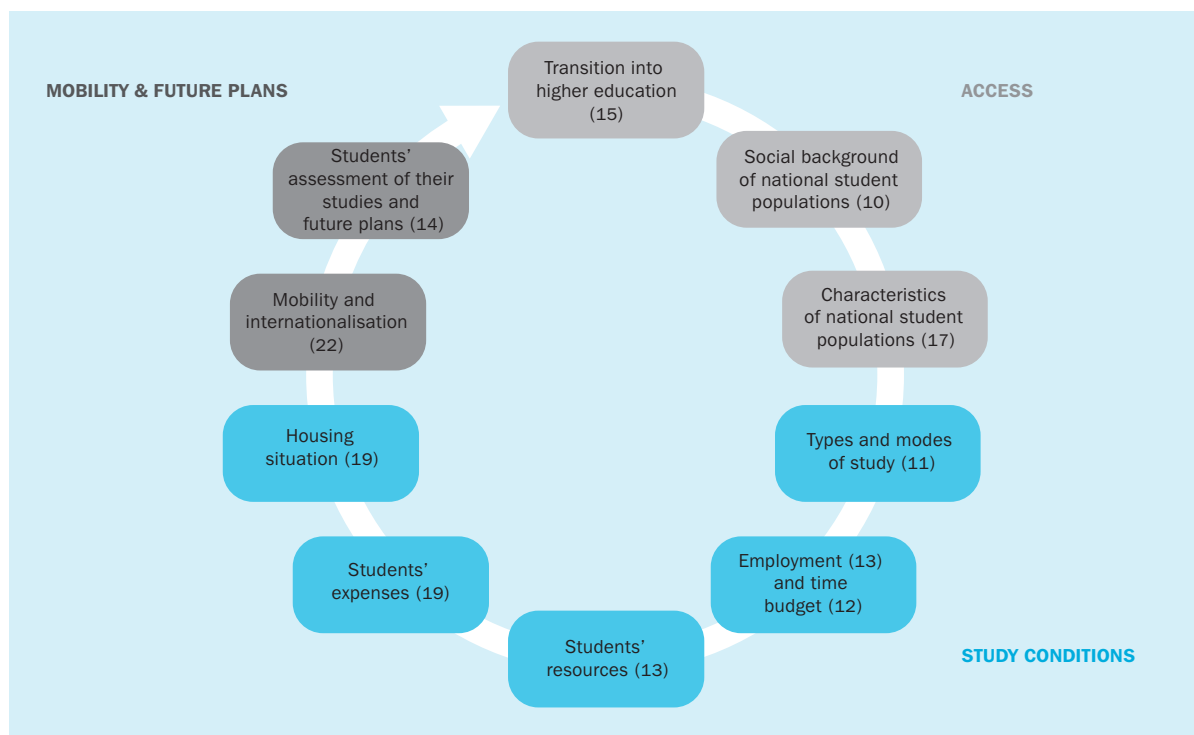 MOBILITY & FUTURE PLANS
ACCESS
Transition into
higher education
(15)
Social background
of national student
populations (10)
Characteristics
of national student
populations (17)
Types and modes
of study (11)
Employment (13)
and time
budget (12)
STUDY CONDITIONS
Students’
resources (13)
Students’
expenses (19)
Housing
situation (19)
Mobility and
internationalisation
(22)
Students’
assessment of their
studies and
future plans (14)